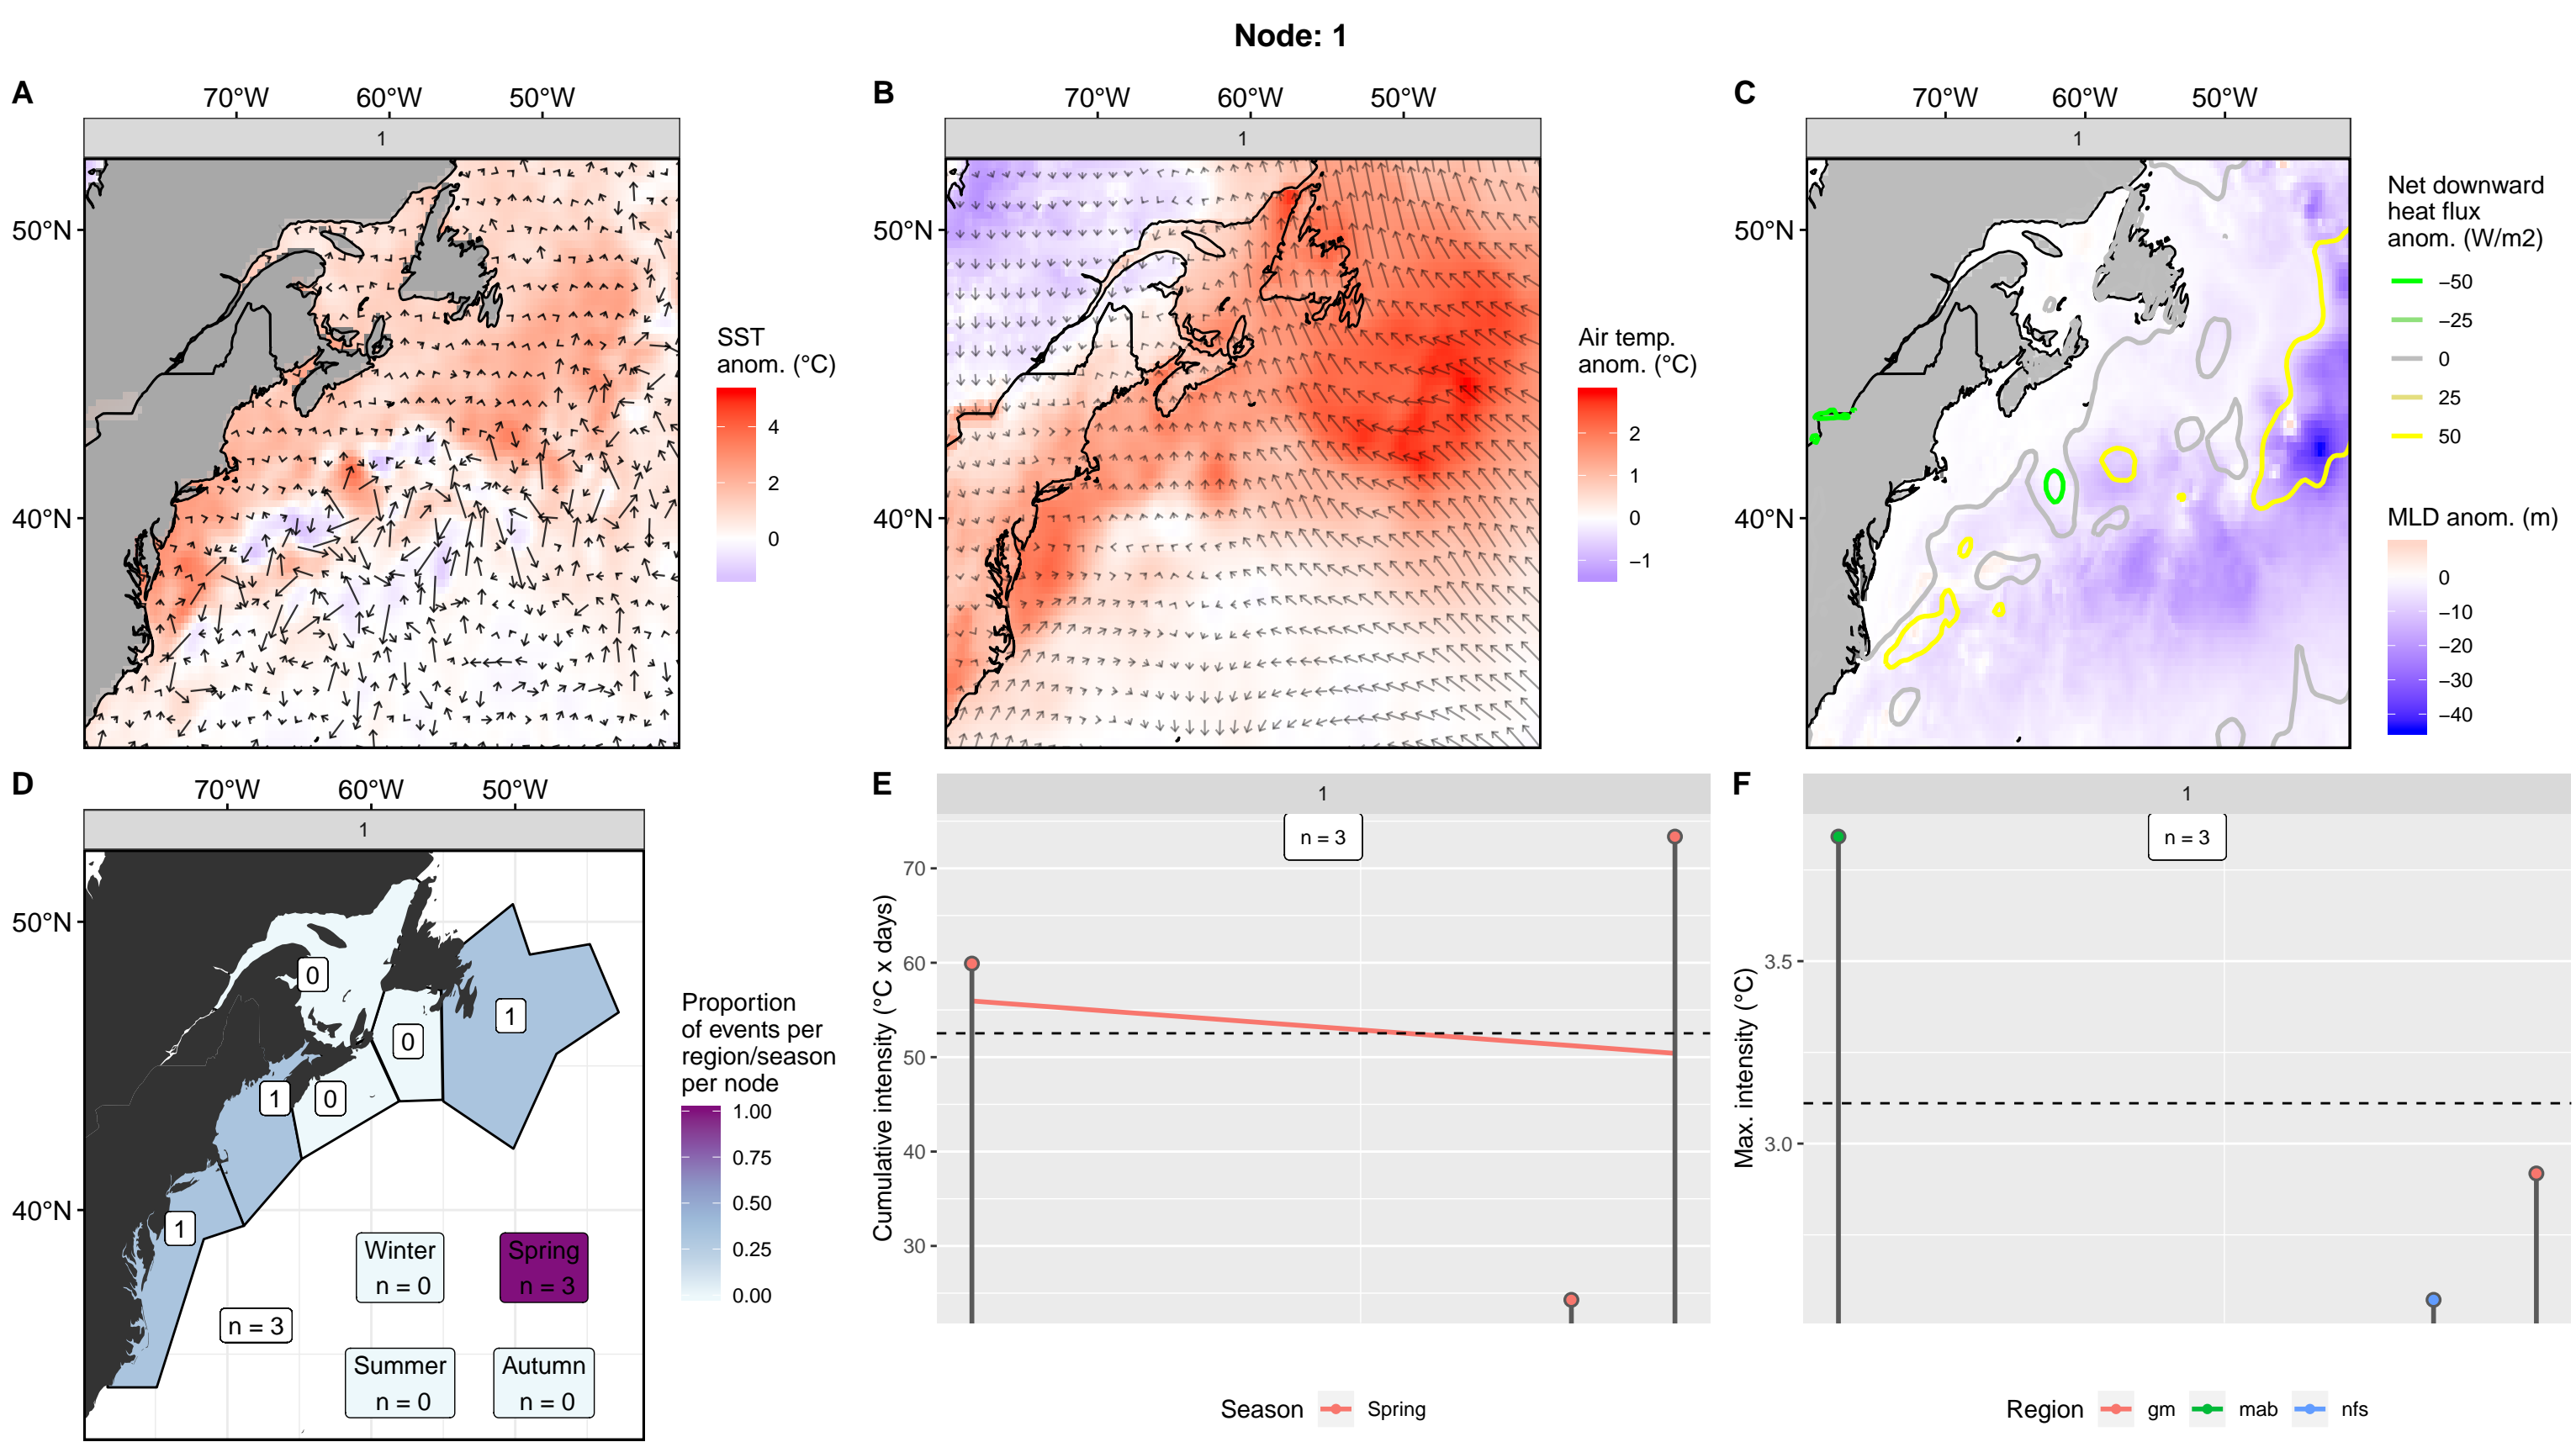 Node: 1
A
70°W 60°W 50°W
1
50°N
40°N
SST
anom. (°C)
4
2
0
B
70°W 60°W 50°W
1
50°N
40°N
Air temp.
anom. (°C)
2
1
0
−1
C
70°W 60°W 50°W
1
50°N
40°N
Net downward
heat flux
anom. (W/m2)
−50
−25
0
25
50
MLD anom. (m)
0
−10
−20
−30
−40
D
70°W 60°W 50°W
1
50°N
40°N
0
0
1
1
0
1
n = 3
Winter
n = 0
Spring
n = 3
Summer
n = 0
Autumn
n = 0
Proportion
of events per
region/season
per node
1.00
0.75
0.50
0.25
0.00
E
1
n = 3
Cumulative intensity (°C x days)
70
60
50
40
30
Season Spring
F
1
n = 3
Max. intensity (°C)
3.5
3.0
Region gm mab nfs